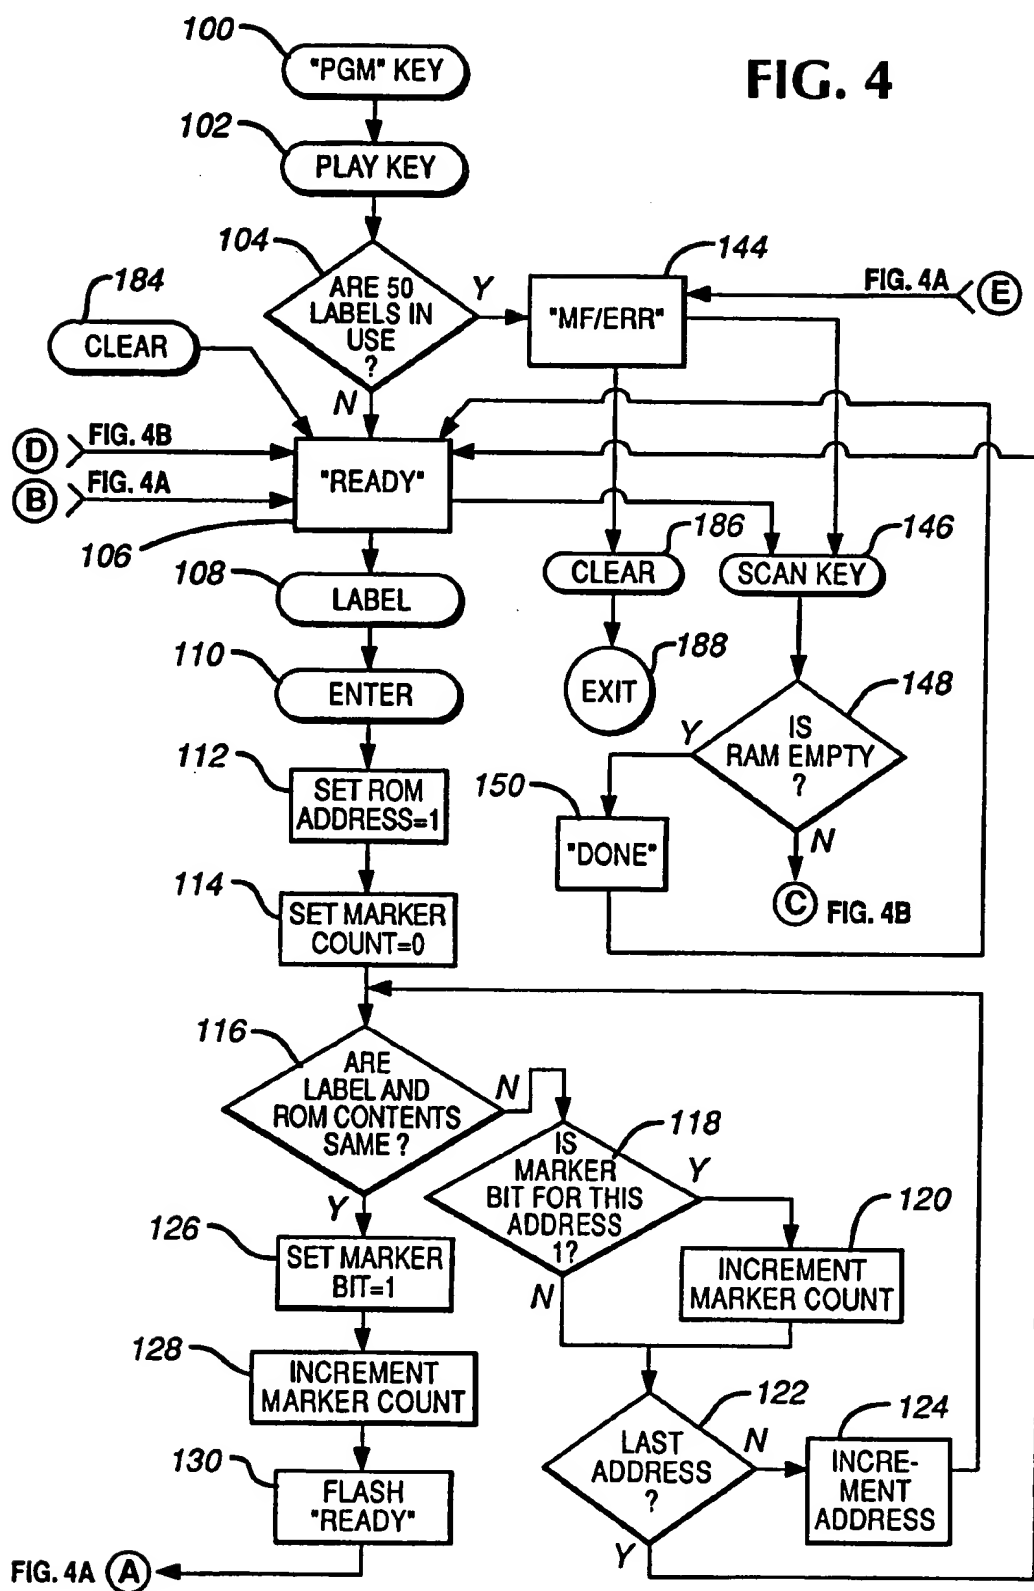 FIG. 4
100
"PGM" KEY
102
PLAY KEY
104
ARE 50
LABELS IN
USE
?
Y
N
144
"MF/ERR"
FIG. 4A
E
184
CLEAR
D
FIG. 4B
B
FIG. 4A
"READY"
106
186
CLEAR
146
SCAN KEY
108
LABEL
110
ENTER
188
EXIT
148
IS
RAM EMPTY
?
Y
N
150
"DONE"
C
FIG. 4B
112
SET ROM
ADDRESS=1
114
SET MARKER
COUNT=0
116
ARE
LABEL AND
ROM CONTENTS
SAME ?
N
Y
118
IS
MARKER
BIT FOR THIS
ADDRESS
1?
Y
N
120
INCREMENT
MARKER COUNT
126
SET MARKER
BIT=1
128
INCREMENT
MARKER COUNT
122
LAST
ADDRESS
?
N
Y
124
INCRE-
MENT
ADDRESS
130
FLASH
"READY"
FIG. 4A
A